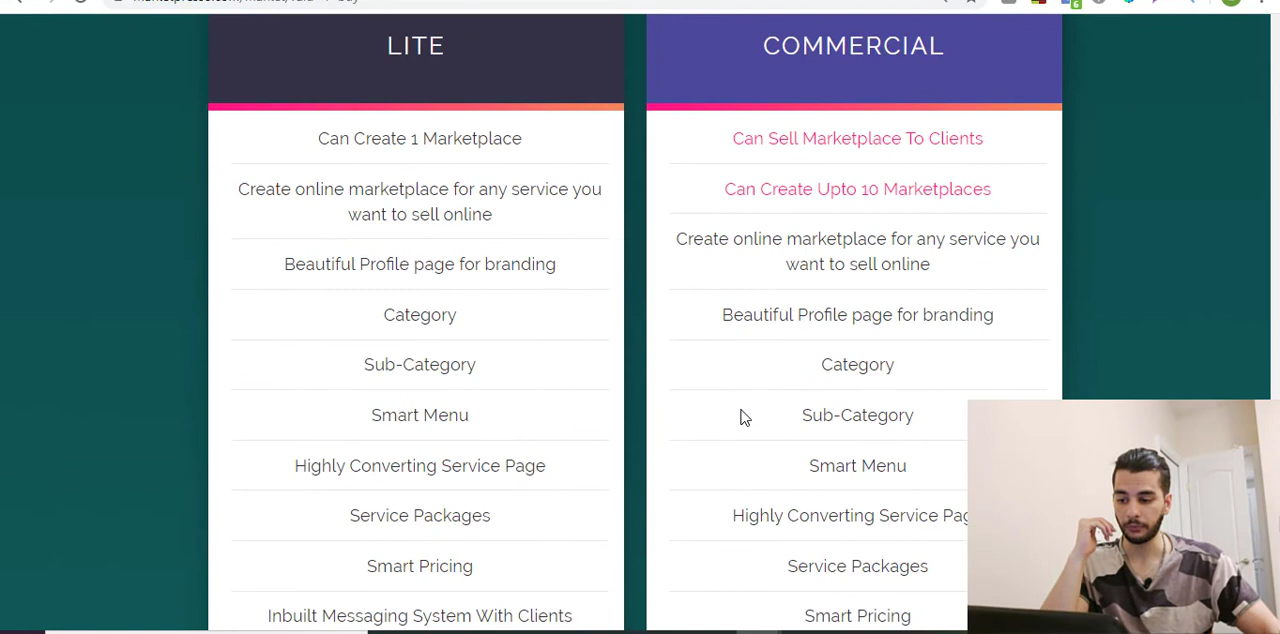 LITE
Can Create 1 Marketplace
Create online marketplace for any service you
want to sell online
Beautiful Profile page for branding
Category
Sub-Category
Smart Menu
Highly Converting Service Page
Service Packages
Smart Pricing
Inbuilt Messaging System With Clients
COMMERCIAL
Can Sell Marketplace To Clients
Can Create Upto 10 Marketplaces
Create online marketplace for any service you
want to sell online
Beautiful Profile page for branding
Category
Sub-Category
Smart Menu
Highly Converting Service Pag
Service Packages
Smart Pricing
6